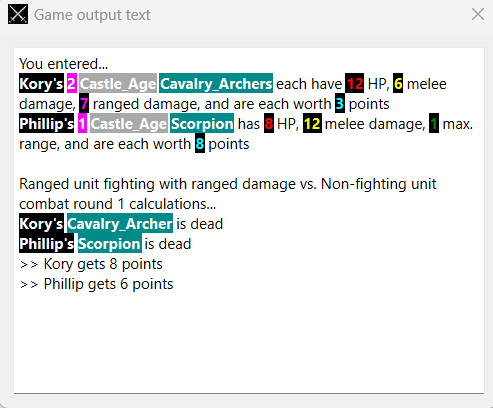 Game output text
You entered...
Kory's 2 Castle_Age Cavalry_Archers each have 12 HP, 6 melee
damage, 7 ranged damage, and are each worth 3 points
Phillip's 1 Castle_Age Scorpion has 8 HP, 12 melee damage, 1 max.
range, and are each worth 8 points
Ranged unit fighting with ranged damage vs. Non-fighting unit
combat round 1 calculations...
Kory's Cavalry_Archer is dead
Phillip's Scorpion is dead
>> Kory gets 8 points
>> Phillip gets 6 points